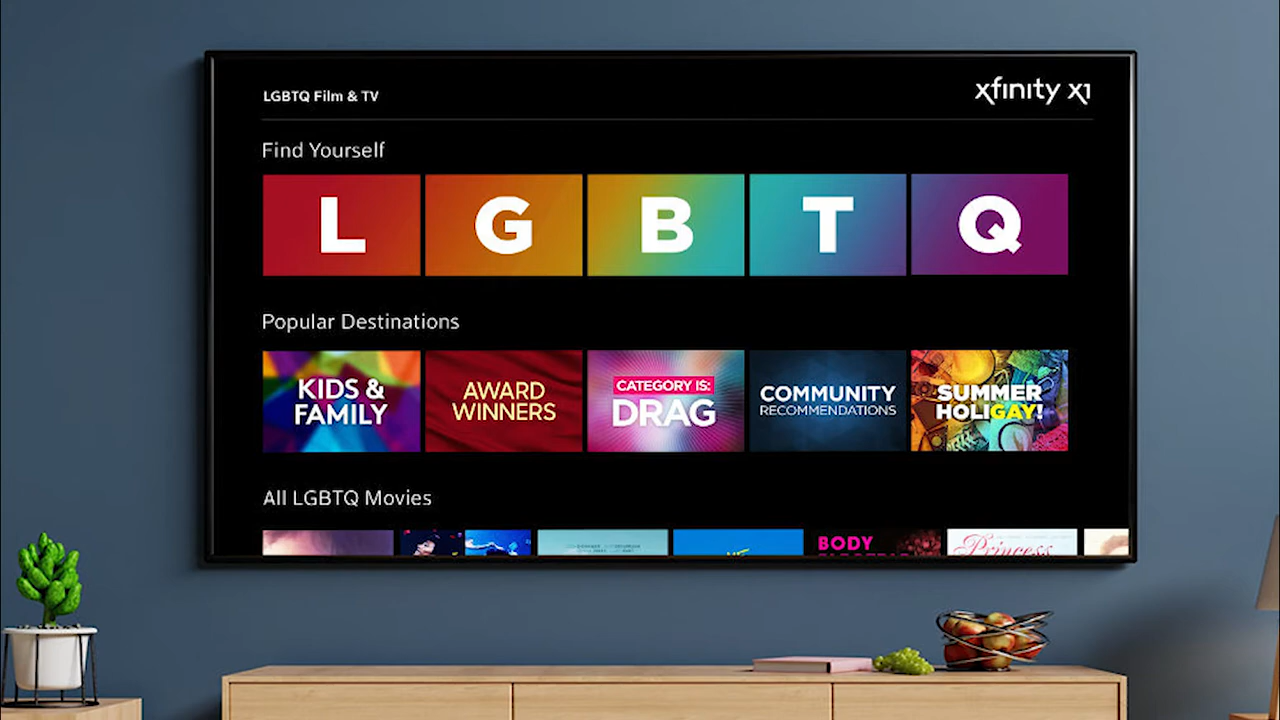 LGBTQ Film & TV
xfinity x1
Find Yourself
L
G
B
T
Q
Popular Destinations
KIDS &
FAMILY
AWARD
WINNERS
CATEGORY IS:
DRAG
COMMUNITY
RECOMMENDATIONS
SUMMER
HOLIGAY!
All LGBTQ Movies
BODY
Princess